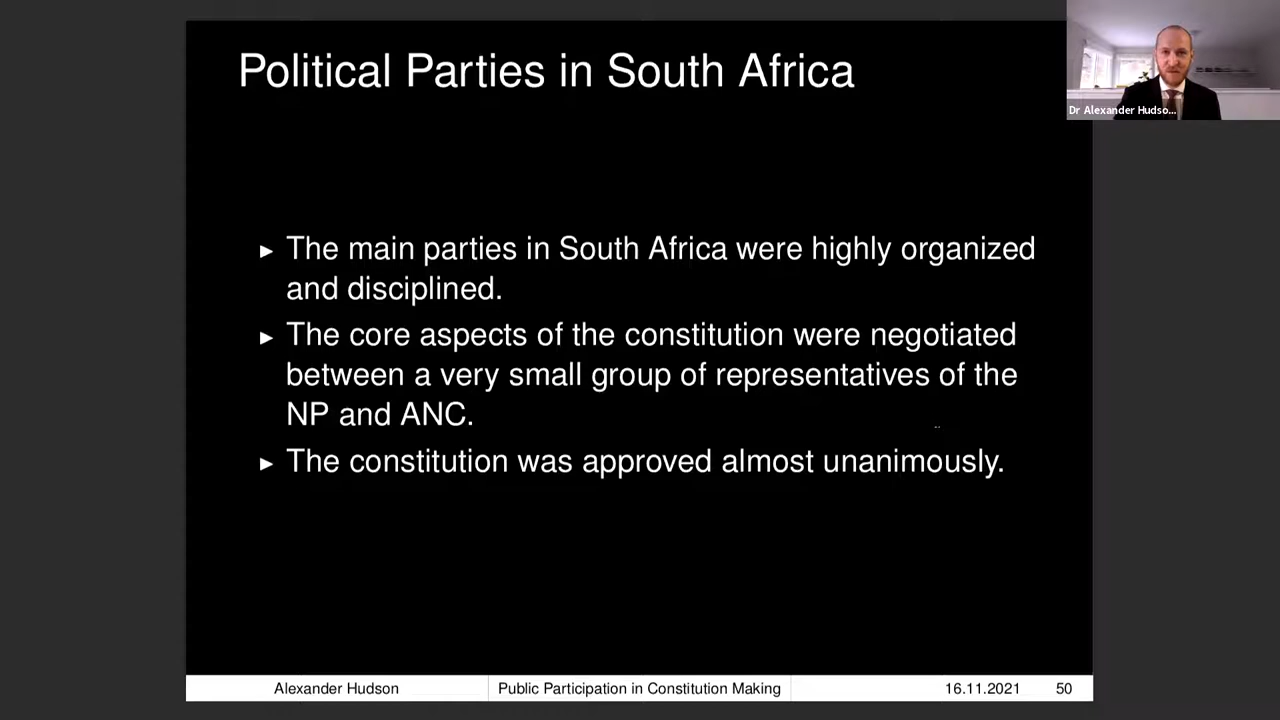 Political Parties in South Africa
Dr Alexander Hudso...
▶ The main parties in South Africa were highly organized
and disciplined.
▶ The core aspects of the constitution were negotiated
between a very small group of representatives of the
NP and ANC.
▶ The constitution was approved almost unanimously.
Alexander Hudson
Public Participation in Constitution Making
16.11.2021
50